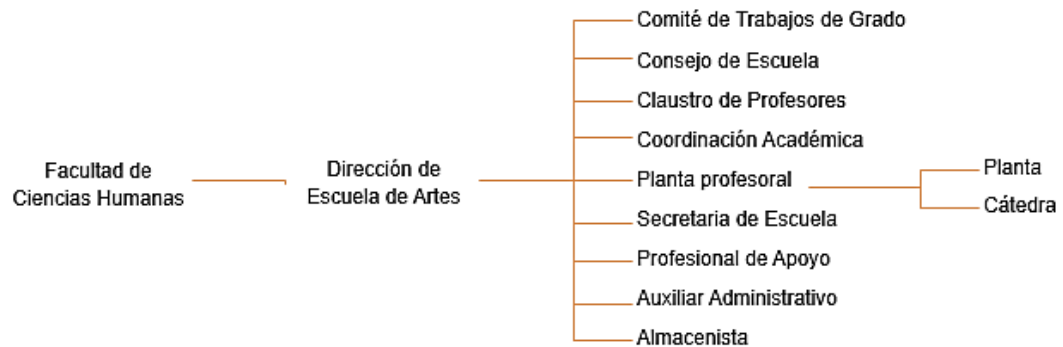 Facultad de
Ciencias Humanas
Dirección de
Escuela de Artes
Comité de Trabajos de Grado
Consejo de Escuela
Claustro de Profesores
Coordinación Académica
Planta profesoral
Secretaria de Escuela
Profesional de Apoyo
Auxiliar Administrativo
Almacenista
Planta
Cátedra